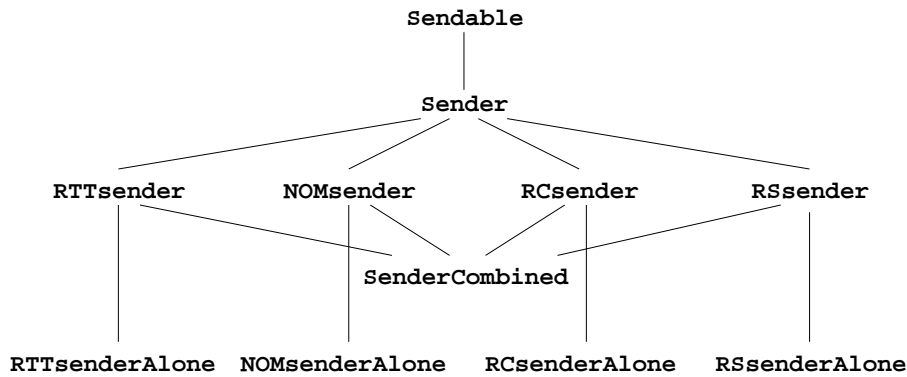 Sendable
Sender
RTTsender NOMsender RCsender RSsender
SenderCombined
RTTsenderAlone NOMsenderAlone RCsenderAlone RSsenderAlone